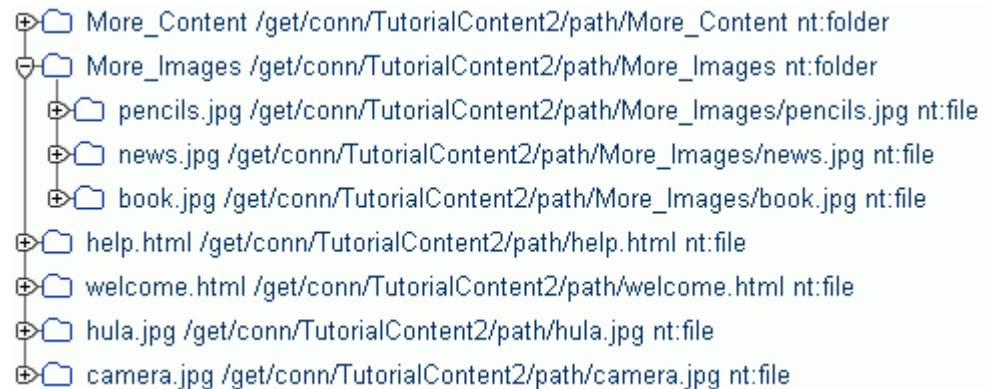 More_Content /get/conn/TutorialContent2/path/More_Content nt:folder
More_Images /get/conn/TutorialContent2/path/More_Images nt:folder
pencils.jpg /get/conn/TutorialContent2/path/More_Images/pencils.jpg nt:file
news.jpg /get/conn/TutorialContent2/path/More_Images/news.jpg nt:file
book.jpg /get/conn/TutorialContent2/path/More_Images/book.jpg nt:file
help.html /get/conn/TutorialContent2/path/help.html nt:file
welcome.html /get/conn/TutorialContent2/path/welcome.html nt:file
hula.jpg /get/conn/TutorialContent2/path/hula.jpg nt:file
camera.jpg /get/conn/TutorialContent2/path/camera.jpg nt:file